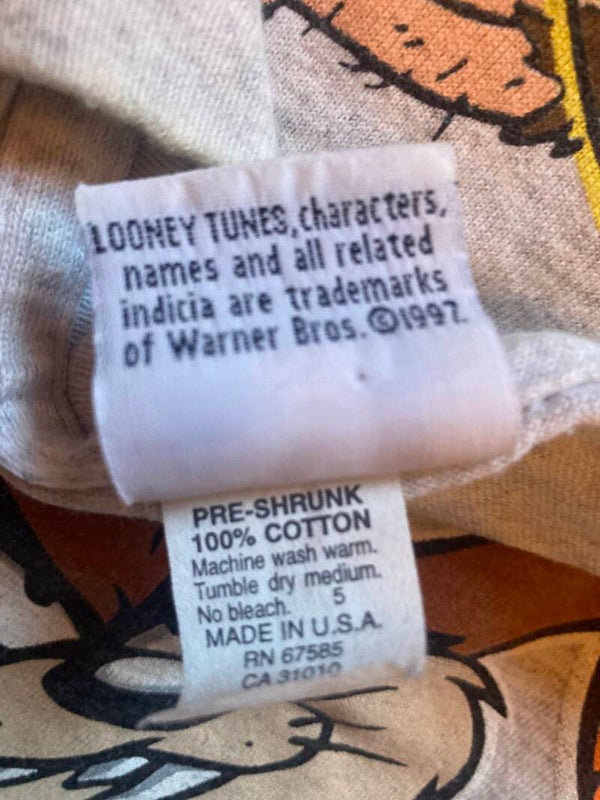 LOONEY TUNES, characters,
names and all related
indicia are trademarks
of Warner Bros. ©1997.
PRE-SHRUNK
100% COTTON
Machine wash warm.
Tumble dry medium.
No bleach. 5
MADE IN U.S.A.
RN 67585
CA 31010